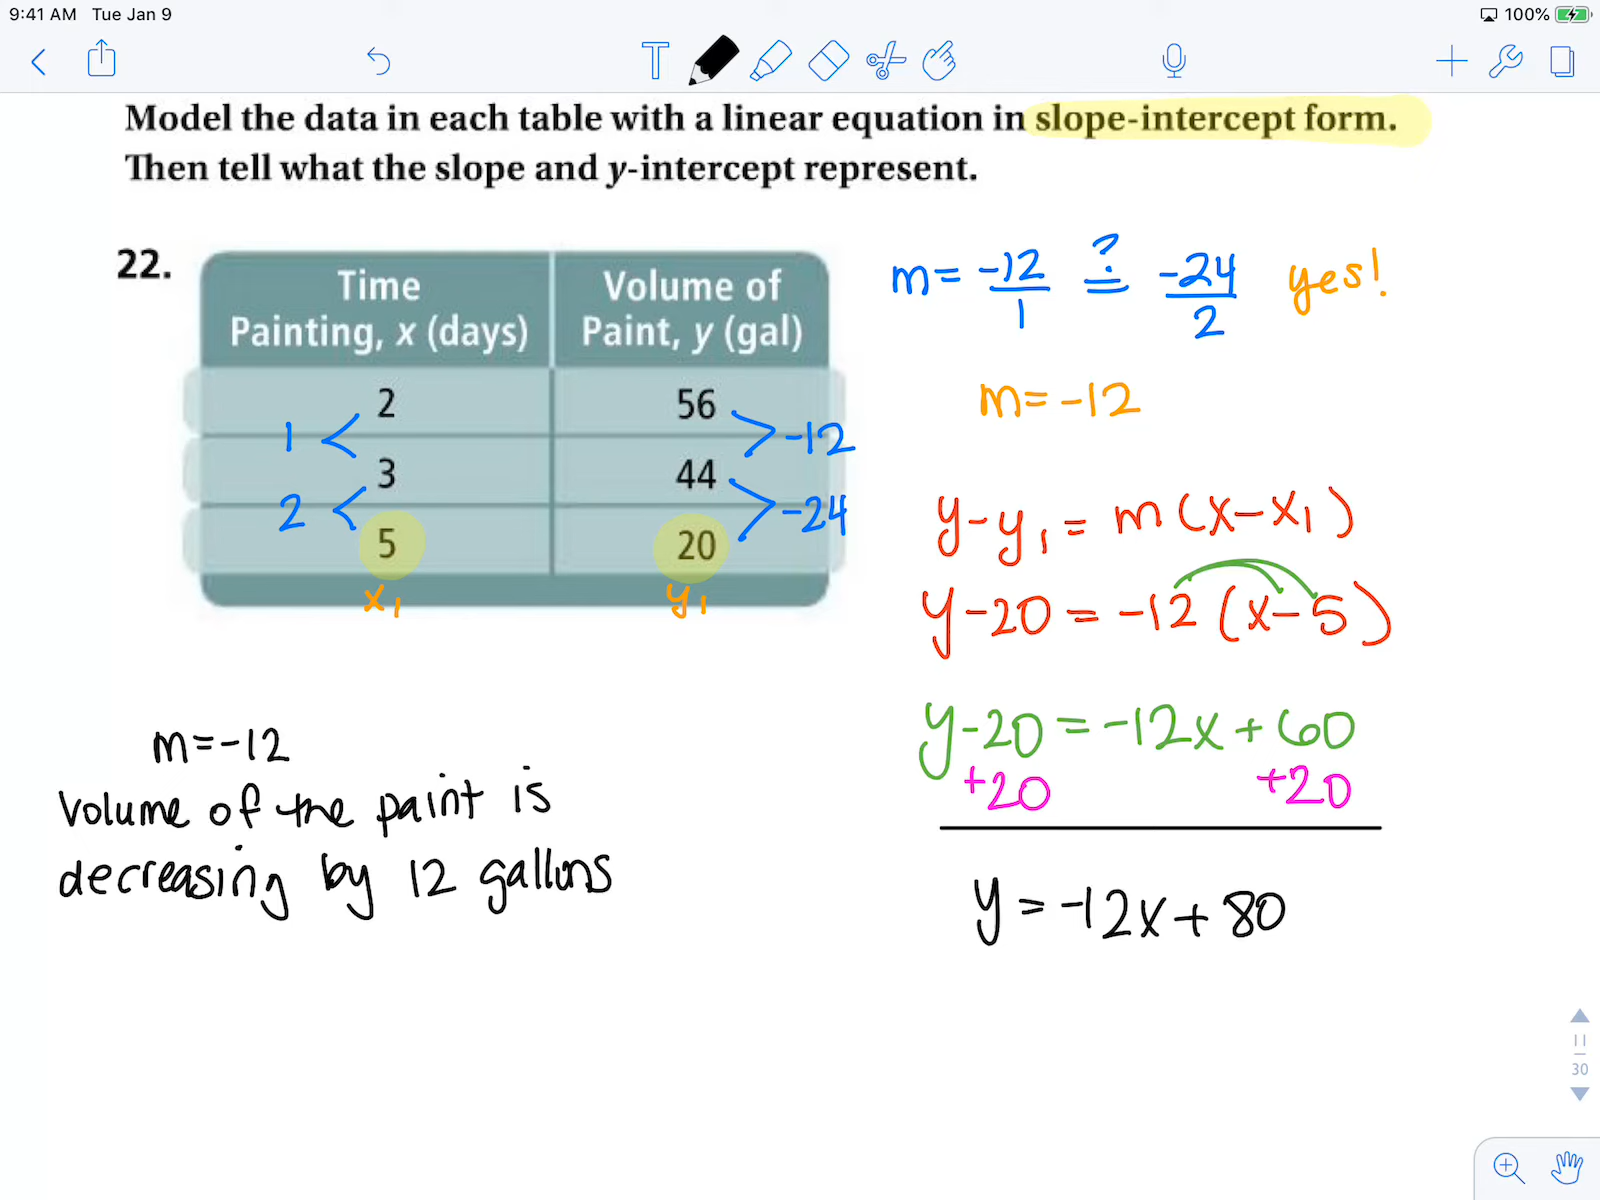 9:41 AM Tue Jan 9
100%
Model the data in each table with a linear equation in slope-intercept form.
Then tell what the slope and y-intercept represent.
22.
Time Painting, x (days)
Volume of Paint, y (gal)
2 56
1 -12
3 44
2 -24
5 20
x₁ y₁
m = -12/1 ≟ -24/2 yes!
m = -12
y - y₁ = m(x - x₁)
y - 20 = -12(x - 5)
y - 20 = -12x + 60
+20 +20
y = -12x + 80
m = -12
volume of the paint is
decreasing by 12 gallons
11
30